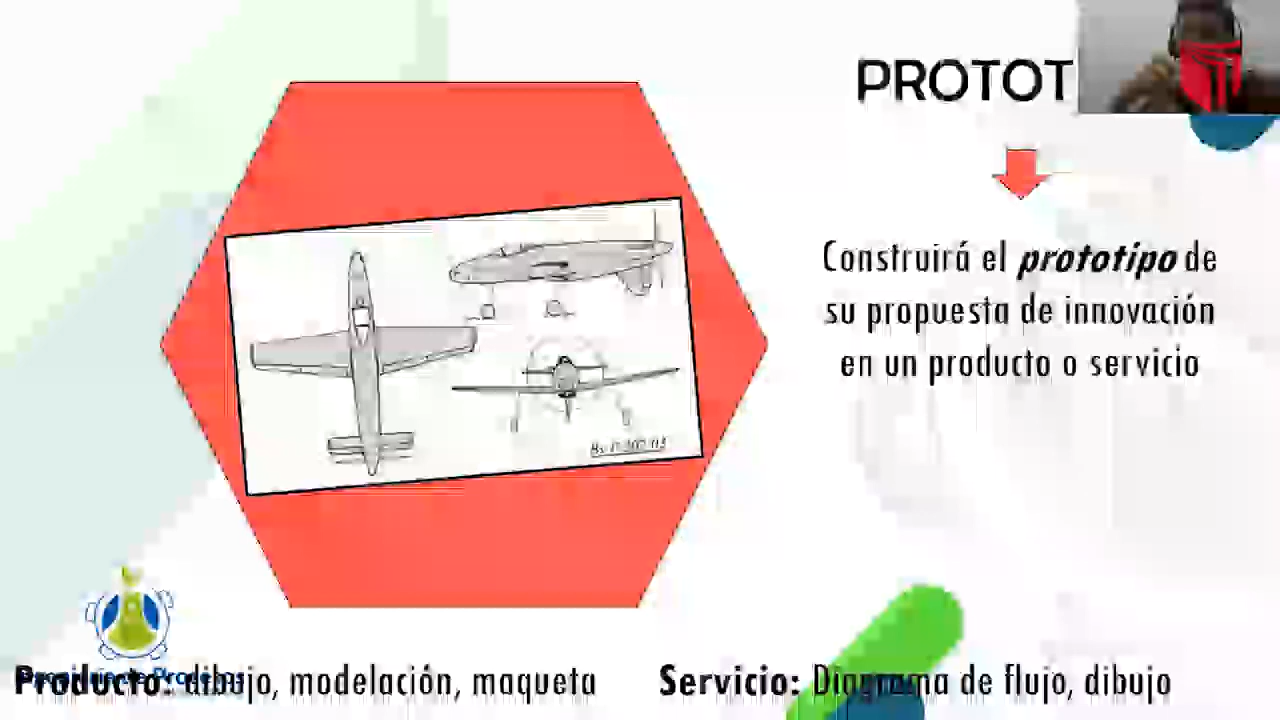 PROTOT
Construirá el prototipo de
su propuesta de innovación
en un producto o servicio
Producto: dibujo, modelación, maqueta
Servicio: Diagrama de flujo, dibujo